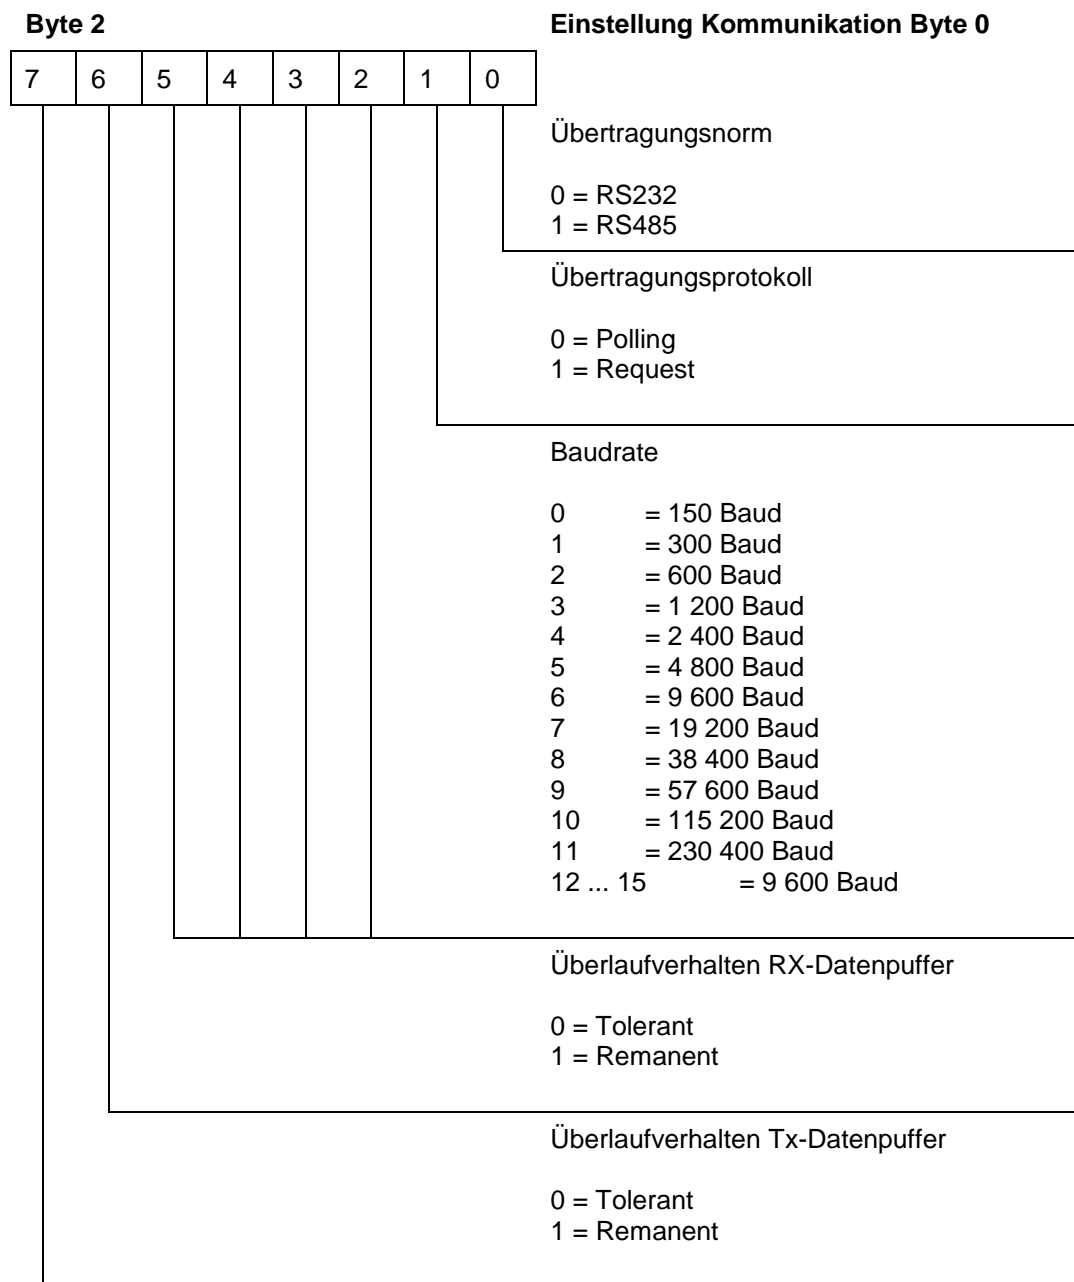 Byte 2 Einstellung Kommunikation Byte 0
7 6 5 4 3 2 1 0
Übertragungsnorm
0 = RS232
1 = RS485
Übertragungsprotokoll
0 = Polling
1 = Request
Baudrate
0 = 150 Baud
1 = 300 Baud
2 = 600 Baud
3 = 1 200 Baud
4 = 2 400 Baud
5 = 4 800 Baud
6 = 9 600 Baud
7 = 19 200 Baud
8 = 38 400 Baud
9 = 57 600 Baud
10 = 115 200 Baud
11 = 230 400 Baud
12 ... 15 = 9 600 Baud
Überlaufverhalten RX-Datenpuffer
0 = Tolerant
1 = Remanent
Überlaufverhalten Tx-Datenpuffer
0 = Tolerant
1 = Remanent